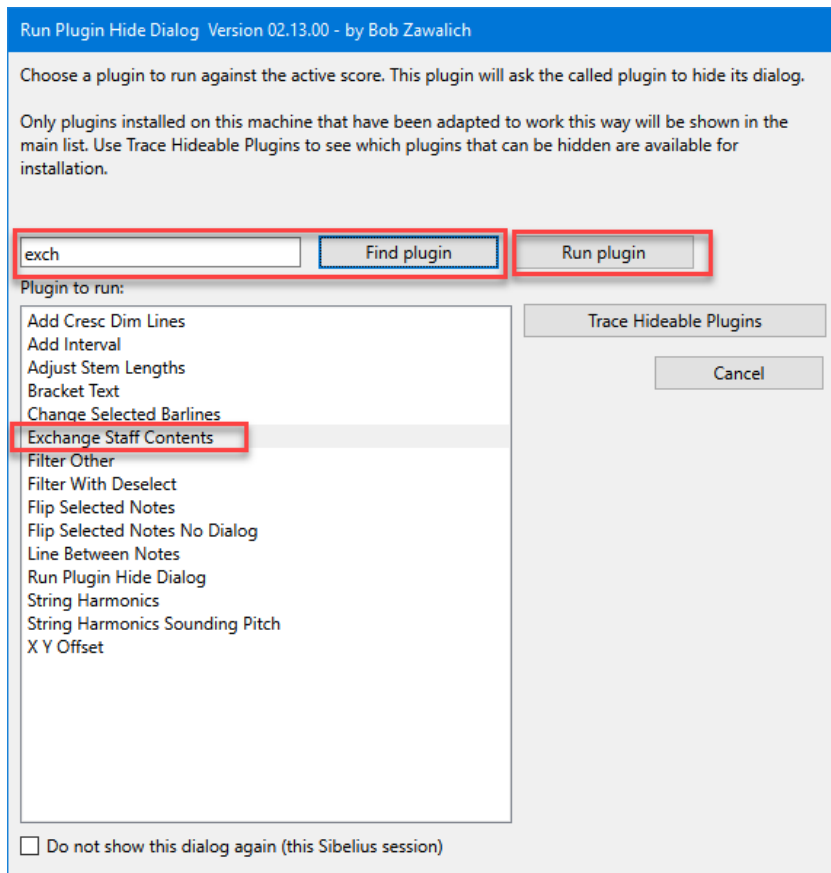 Run Plugin Hide Dialog  Version 02.13.00 - by Bob Zawalich
Choose a plugin to run against the active score. This plugin will ask the called plugin to hide its dialog.
Only plugins installed on this machine that have been adapted to work this way will be shown in the
main list. Use Trace Hideable Plugins to see which plugins that can be hidden are available for
installation.
exch Find plugin Run plugin
Plugin to run:
Add Cresc Dim Lines
Add Interval
Adjust Stem Lengths
Bracket Text
Change Selected Barlines
Exchange Staff Contents
Filter Other
Filter With Deselect
Flip Selected Notes
Flip Selected Notes No Dialog
Line Between Notes
Run Plugin Hide Dialog
String Harmonics
String Harmonics Sounding Pitch
X Y Offset
Trace Hideable Plugins
Cancel
Do not show this dialog again (this Sibelius session)